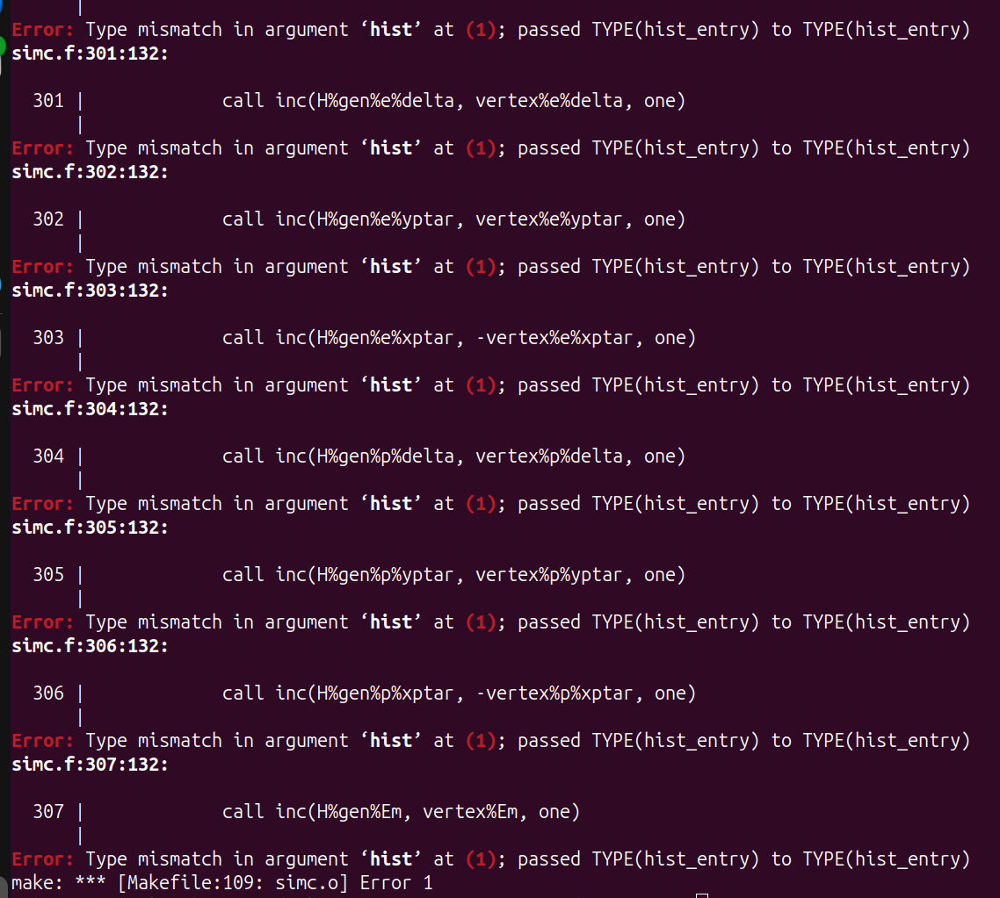 |
Error: Type mismatch in argument ‘hist’ at (1); passed TYPE(hist_entry) to TYPE(hist_entry)
simc.f:301:132:
301 | call inc(H%gen%e%delta, vertex%e%delta, one)
|
Error: Type mismatch in argument ‘hist’ at (1); passed TYPE(hist_entry) to TYPE(hist_entry)
simc.f:302:132:
302 | call inc(H%gen%e%yptar, vertex%e%yptar, one)
|
Error: Type mismatch in argument ‘hist’ at (1); passed TYPE(hist_entry) to TYPE(hist_entry)
simc.f:303:132:
303 | call inc(H%gen%e%xptar, -vertex%e%xptar, one)
|
Error: Type mismatch in argument ‘hist’ at (1); passed TYPE(hist_entry) to TYPE(hist_entry)
simc.f:304:132:
304 | call inc(H%gen%p%delta, vertex%p%delta, one)
|
Error: Type mismatch in argument ‘hist’ at (1); passed TYPE(hist_entry) to TYPE(hist_entry)
simc.f:305:132:
305 | call inc(H%gen%p%yptar, vertex%p%yptar, one)
|
Error: Type mismatch in argument ‘hist’ at (1); passed TYPE(hist_entry) to TYPE(hist_entry)
simc.f:306:132:
306 | call inc(H%gen%p%xptar, -vertex%p%xptar, one)
|
Error: Type mismatch in argument ‘hist’ at (1); passed TYPE(hist_entry) to TYPE(hist_entry)
simc.f:307:132:
307 | call inc(H%gen%Em, vertex%Em, one)
|
Error: Type mismatch in argument ‘hist’ at (1); passed TYPE(hist_entry) to TYPE(hist_entry)
make: *** [Makefile:109: simc.o] Error 1